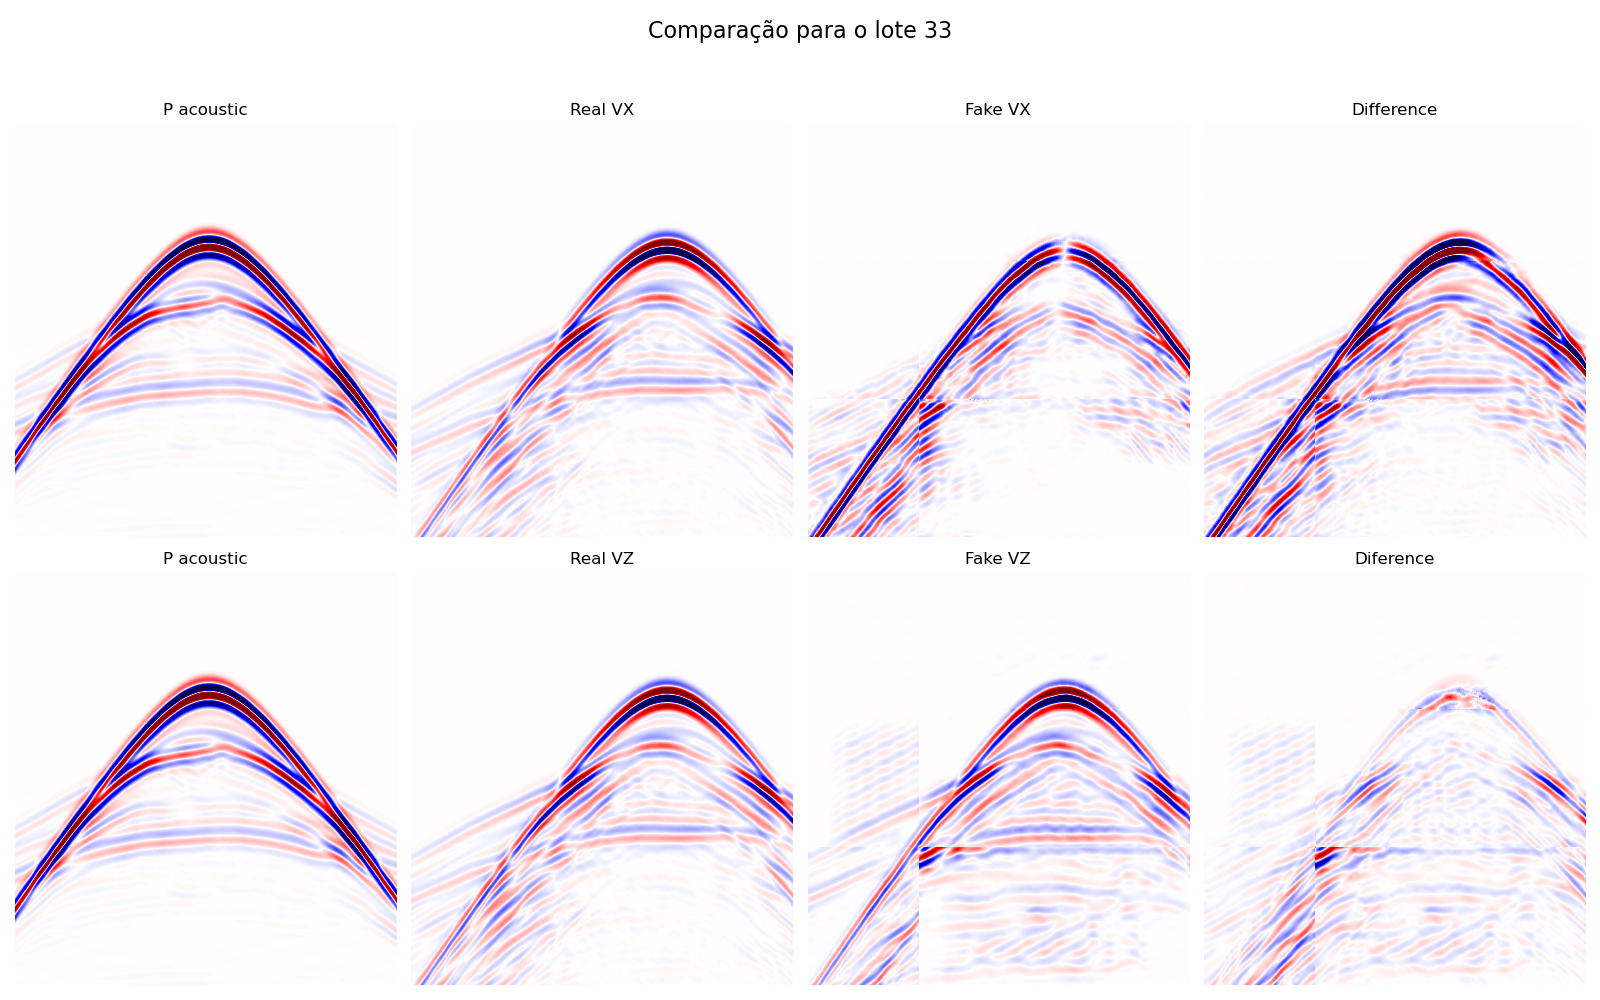 Comparação para o lote 33
P acoustic
Real VX
Fake VX
Difference
P acoustic
Real VZ
Fake VZ
Diference